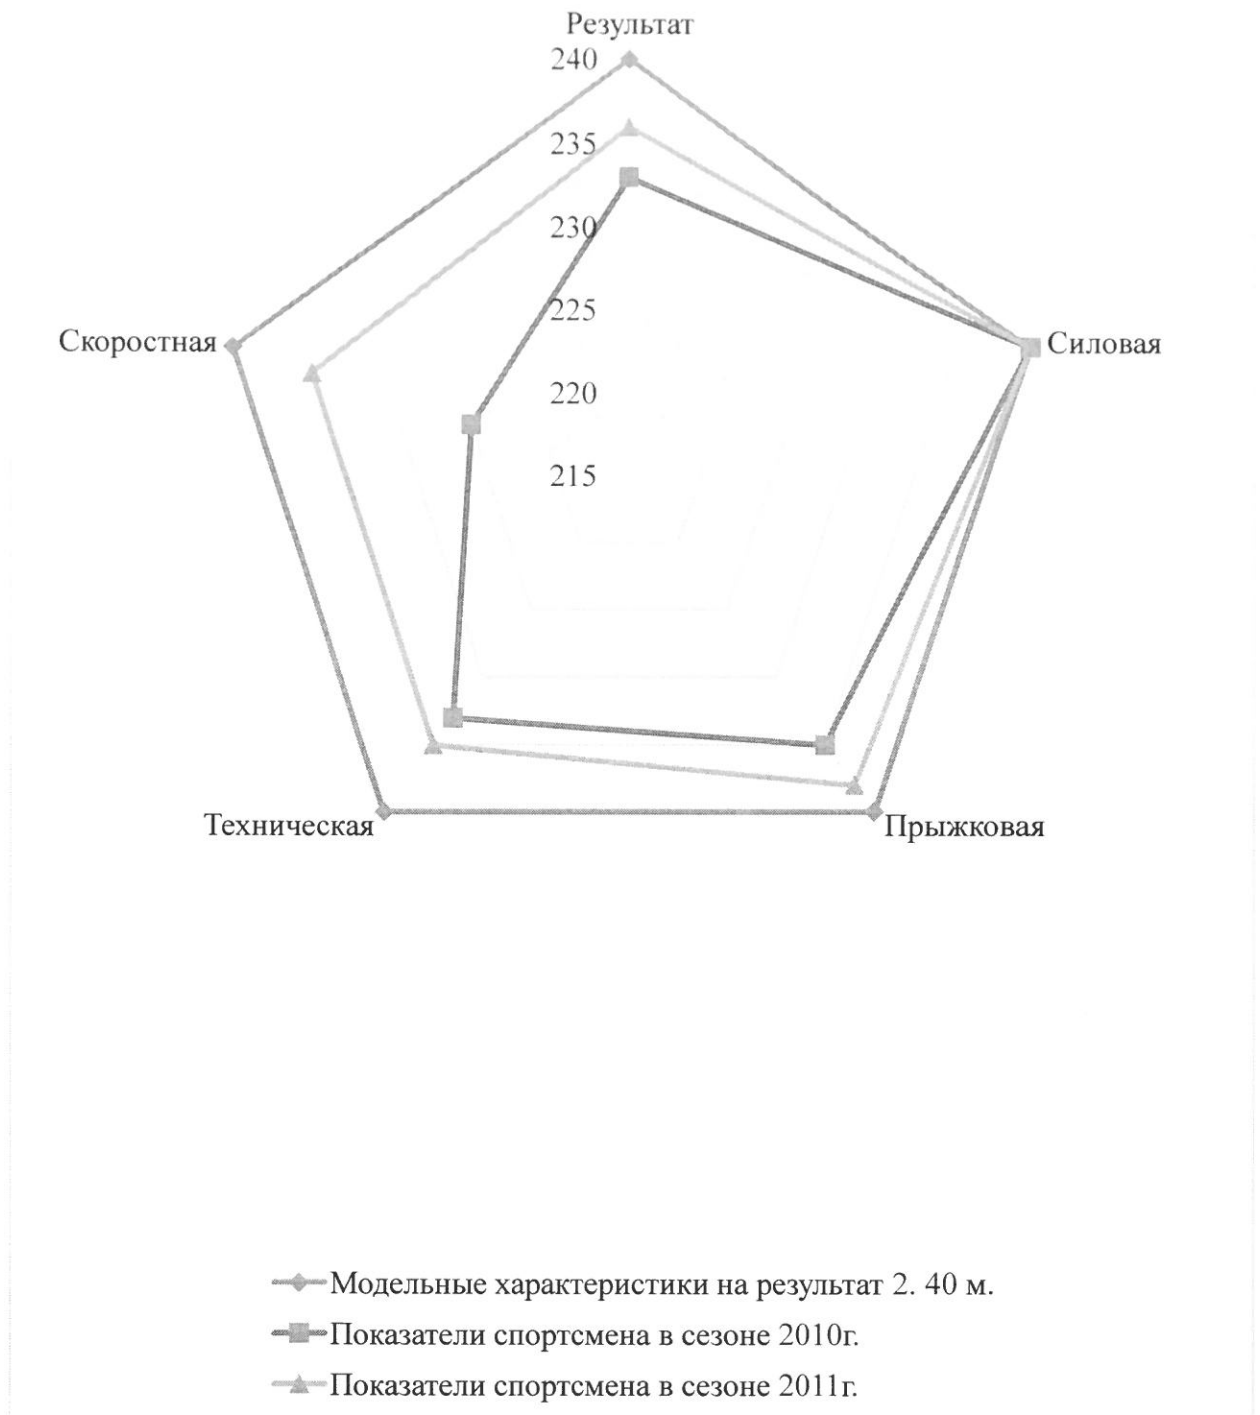 Результат
240
235
230
225
220
215
Скоростная
Силовая
Техническая
Прыжковая
Модельные характеристики на результат 2. 40 м.
Показатели спортсмена в сезоне 2010г.
Показатели спортсмена в сезоне 2011г.